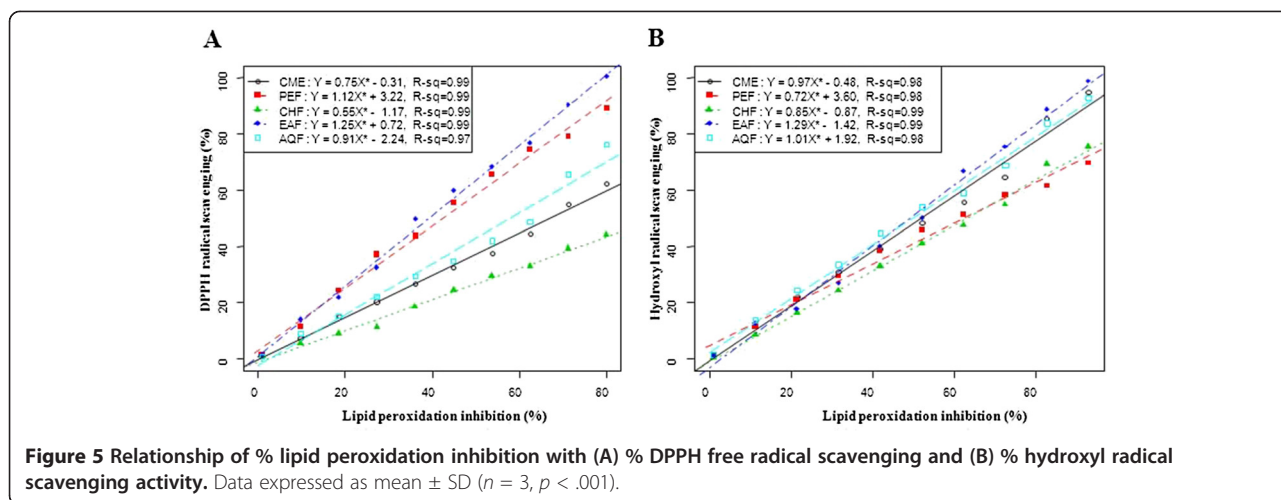 A
CME : Y = 0.75X* - 0.31, R-sq=0.99
PEF : Y = 1.12X* + 3.22, R-sq=0.99
CHF : Y = 0.55X* - 1.17, R-sq=0.99
EAF : Y = 1.25X* + 0.72, R-sq=0.99
AQF : Y = 0.91X* - 2.24, R-sq=0.97
DPPH radical scavenging (%)
0 20 40 60 80 100
0 20 40 60 80
Lipid peroxidation inhibition (%)
B
CME : Y = 0.97X* - 0.48, R-sq=0.98
PEF : Y = 0.72X* + 3.60, R-sq=0.98
CHF : Y = 0.85X* - 0.87, R-sq=0.99
EAF : Y = 1.29X* - 1.42, R-sq=0.99
AQF : Y = 1.01X* + 1.92, R-sq=0.98
Hydroxyl radical scavenging (%)
0 20 40 60 80 100
0 20 40 60 80
Lipid peroxidation inhibition (%)
Figure 5 Relationship of % lipid peroxidation inhibition with (A) % DPPH free radical scavenging and (B) % hydroxyl radical
scavenging activity. Data expressed as mean ± SD (n = 3, p < .001).